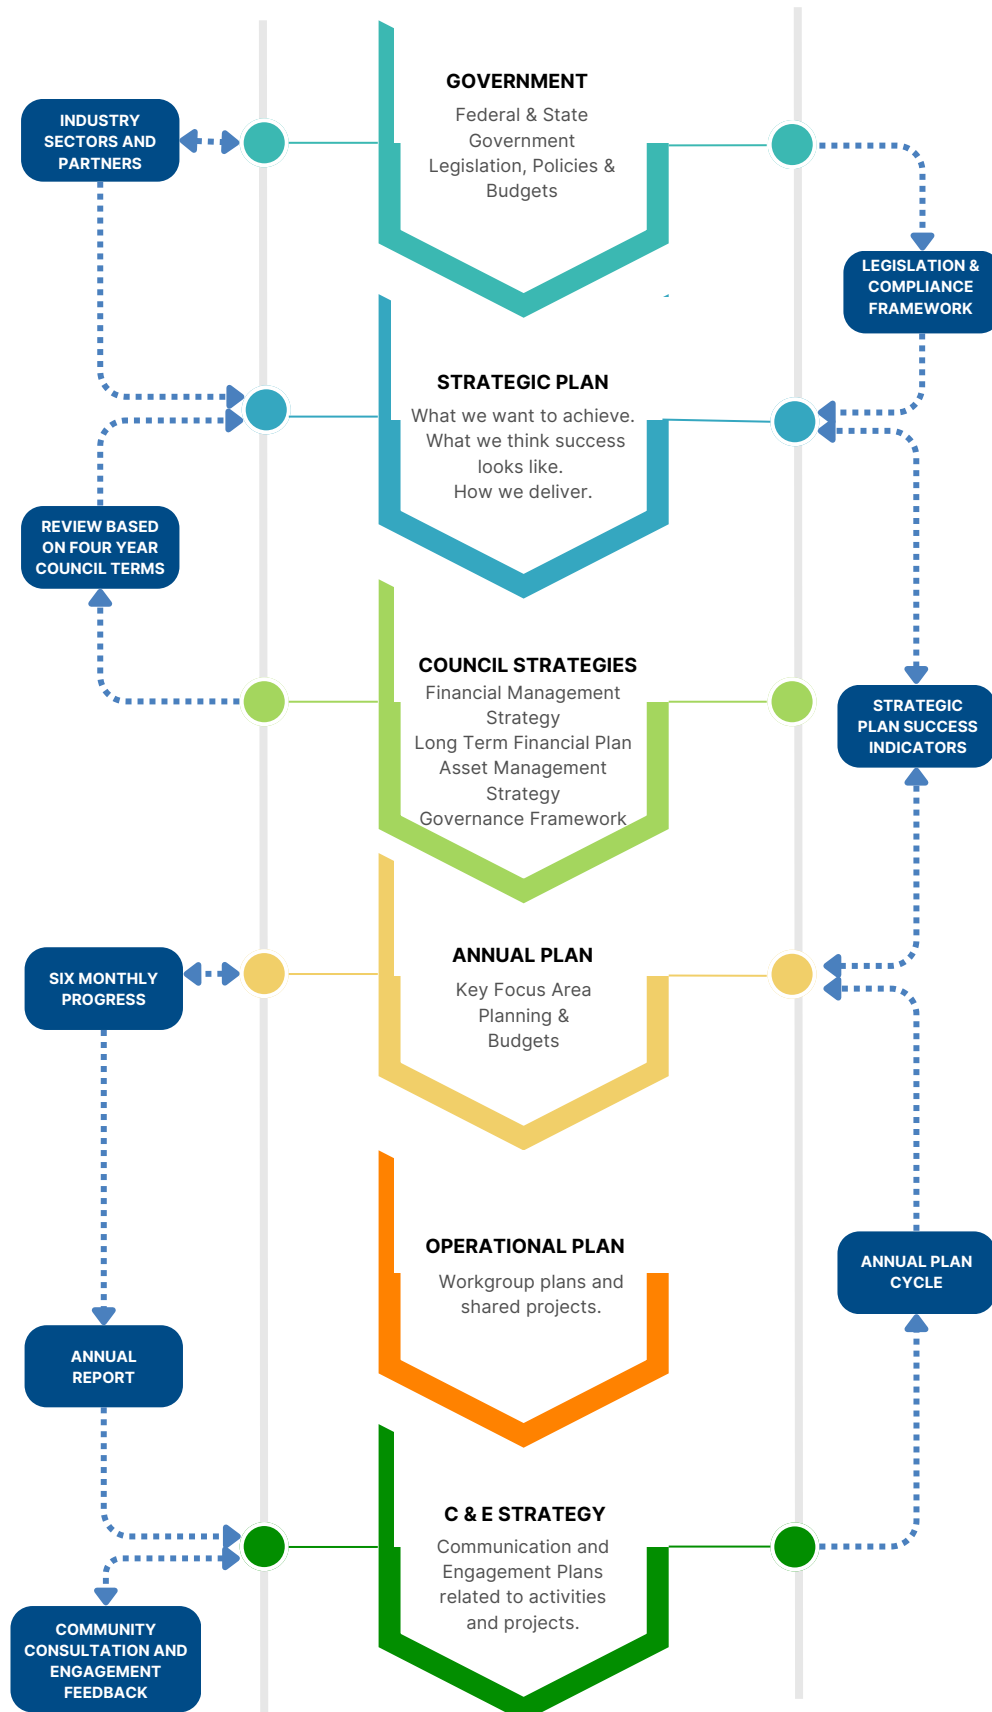 GOVERNMENT
Federal & State
Government
Legislation, Policies &
Budgets
INDUSTRY
SECTORS AND
PARTNERS
LEGISLATION &
COMPLIANCE
FRAMEWORK
STRATEGIC PLAN
What we want to achieve.
What we think success
looks like.
How we deliver.
REVIEW BASED
ON FOUR YEAR
COUNCIL TERMS
COUNCIL STRATEGIES
Financial Management
Strategy
Long Term Financial Plan
Asset Management
Strategy
Governance Framework
STRATEGIC
PLAN SUCCESS
INDICATORS
ANNUAL PLAN
Key Focus Area
Planning &
Budgets
SIX MONTHLY
PROGRESS
OPERATIONAL PLAN
Workgroup plans and
shared projects.
ANNUAL PLAN
CYCLE
ANNUAL
REPORT
C & E STRATEGY
Communication and
Engagement Plans
related to activities
and projects.
COMMUNITY
CONSULTATION AND
ENGAGEMENT
FEEDBACK